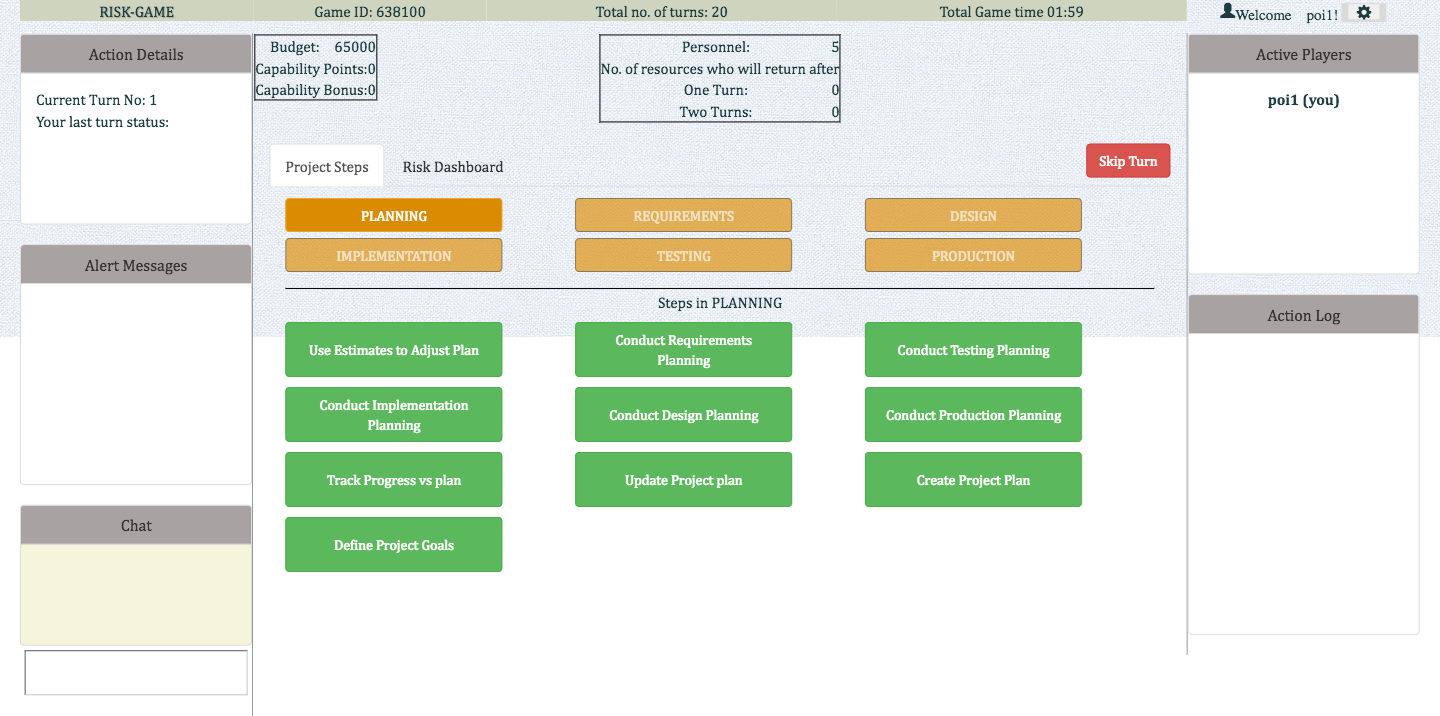 RISK-GAME
Game ID: 638100
Total no. of turns: 20
Total Game time 01:59
Welcome poi1!
Action Details
Current Turn No: 1
Your last turn status:
Alert Messages
Chat
Budget: 65000
Capability Points:0
Capability Bonus:0
Personnel: 5
No. of resources who will return after
One Turn: 0
Two Turns: 0
Project Steps
Risk Dashboard
Skip Turn
PLANNING
REQUIREMENTS
DESIGN
IMPLEMENTATION
TESTING
PRODUCTION
Steps in PLANNING
Use Estimates to Adjust Plan
Conduct Requirements
Planning
Conduct Testing Planning
Conduct Implementation
Planning
Conduct Design Planning
Conduct Production Planning
Track Progress vs plan
Update Project plan
Create Project Plan
Define Project Goals
Active Players
poi1 (you)
Action Log